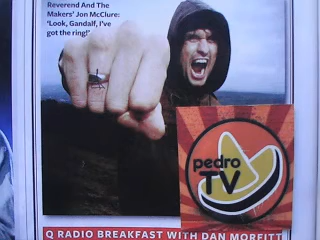 Reverend And The
Makers' Jon McClure:
'Look, Gandalf, I've
got the ring!'
pedro
TV
Q RADIO BREAKFAST WITH DAN MORFITT